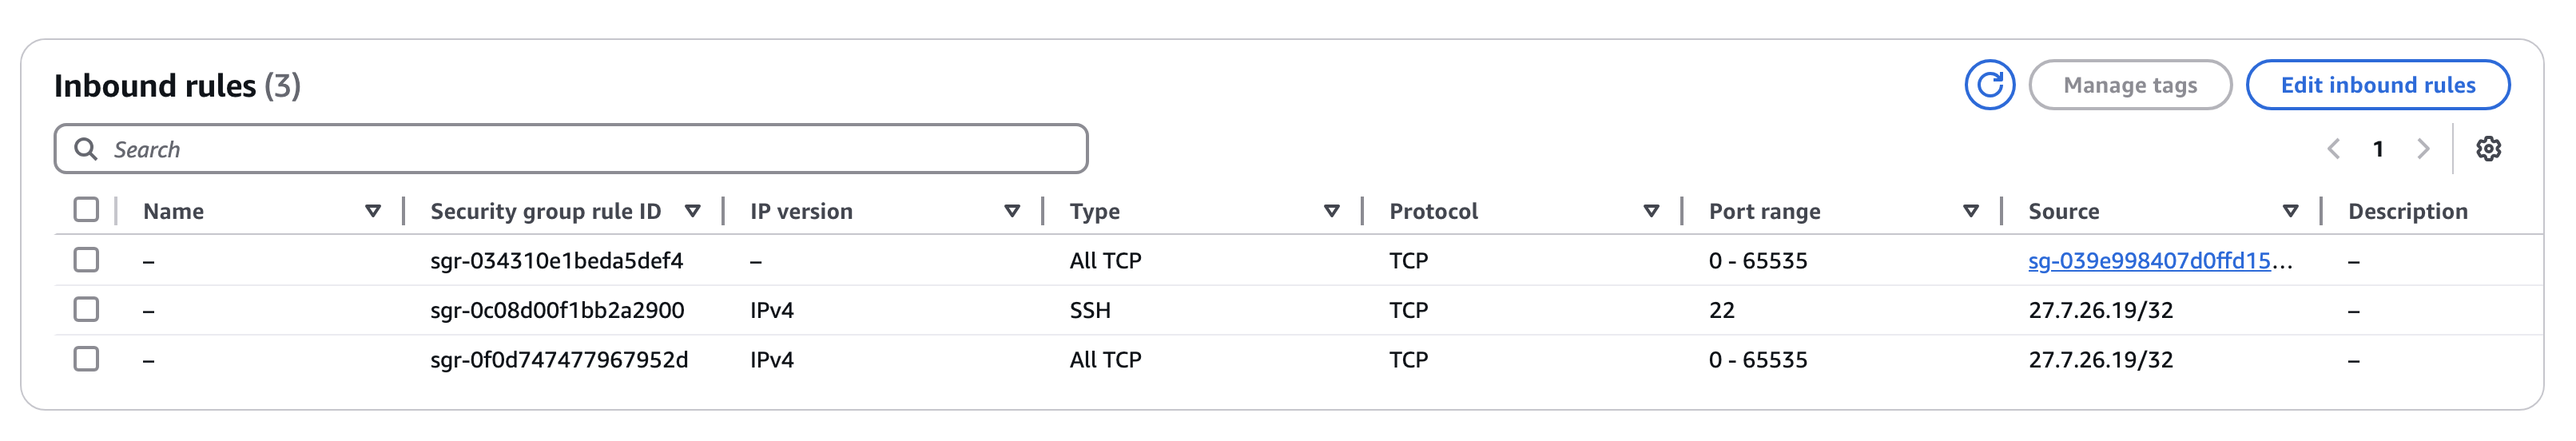 Inbound rules (3)
Manage tags
Edit inbound rules
Search
1
Name Security group rule ID IP version Type Protocol Port range Source Description
– sgr-034310e1beda5def4 – All TCP TCP 0 - 65535 sg-039e998407d0ffd15... –
– sgr-0c08d00f1bb2a2900 IPv4 SSH TCP 22 27.7.26.19/32 –
– sgr-0f0d747477967952d IPv4 All TCP TCP 0 - 65535 27.7.26.19/32 –